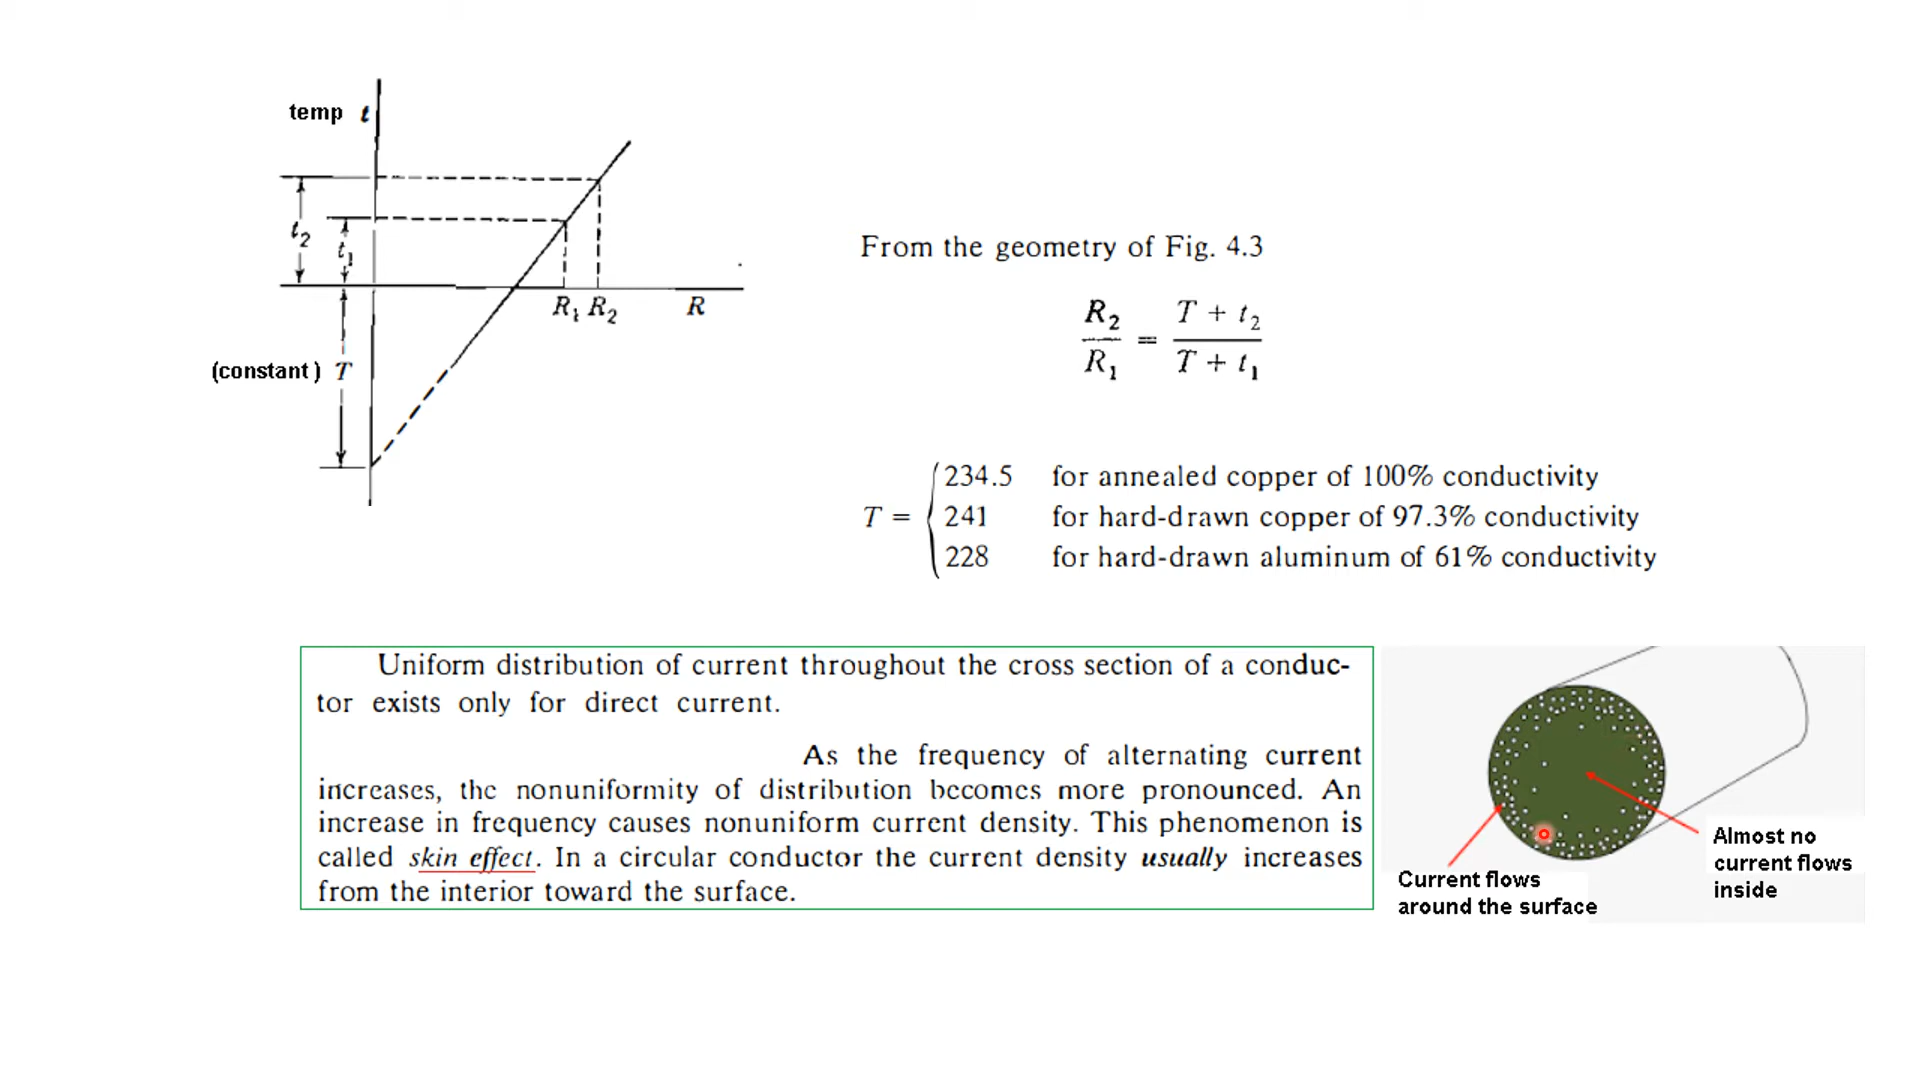 temp t
t2
t1
R1 R2 R
(constant) T
From the geometry of Fig. 4.3
R2 / R1 = T + t2 / T + t1
T = { 234.5 for annealed copper of 100% conductivity
241 for hard-drawn copper of 97.3% conductivity
228 for hard-drawn aluminum of 61% conductivity
Uniform distribution of current throughout the cross section of a conduc-
tor exists only for direct current.
As the frequency of alternating current
increases, the nonuniformity of distribution becomes more pronounced. An
increase in frequency causes nonuniform current density. This phenomenon is
called skin effect. In a circular conductor the current density usually increases
from the interior toward the surface.
Almost no
current flows
inside
Current flows
around the surface